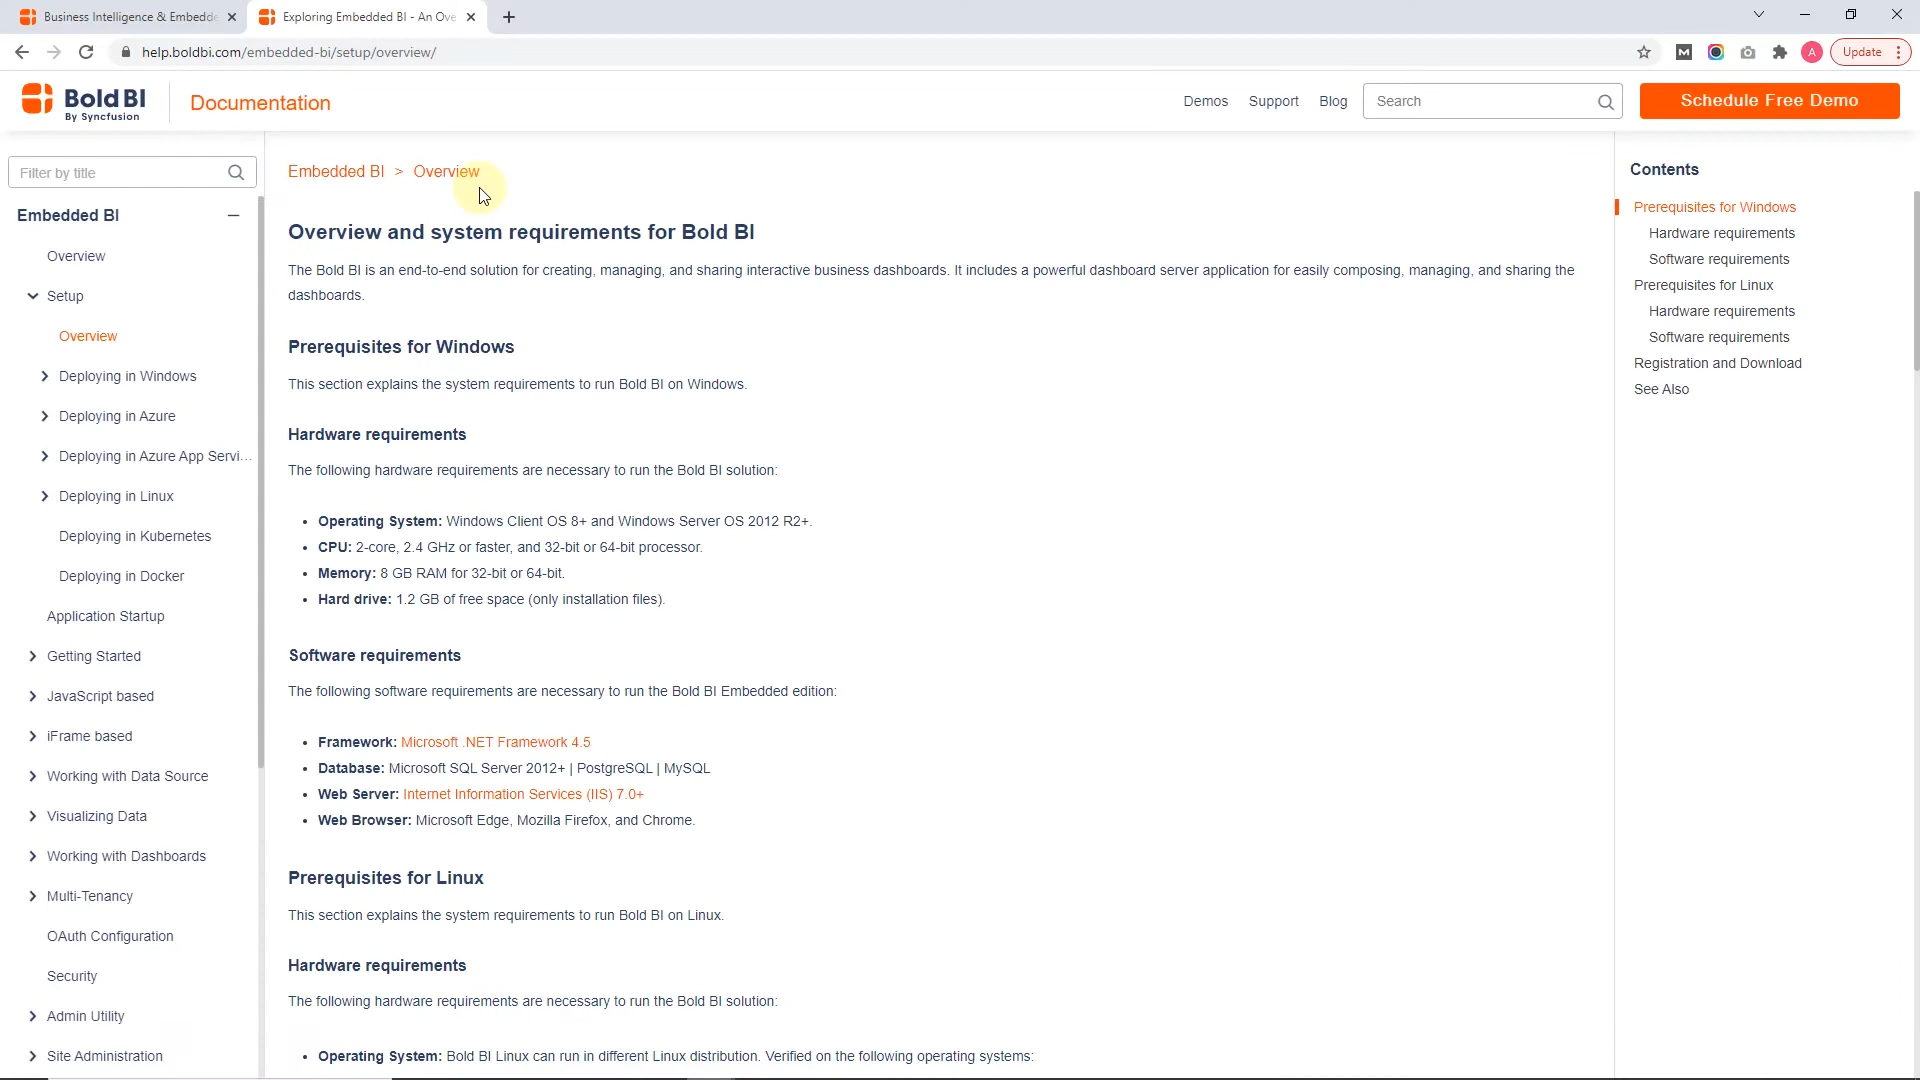 Business Intelligence & Embedde
Exploring Embedded BI - An Ove
help.boldbi.com/embedded-bi/setup/overview/
M
A
Update
Bold BI
By Syncfusion
Documentation
Demos
Support
Blog
Search
Schedule Free Demo
Filter by title
Embedded BI
Overview
Setup
Overview
Deploying in Windows
Deploying in Azure
Deploying in Azure App Servi...
Deploying in Linux
Deploying in Kubernetes
Deploying in Docker
Application Startup
Getting Started
JavaScript based
iFrame based
Working with Data Source
Visualizing Data
Working with Dashboards
Multi-Tenancy
OAuth Configuration
Security
Admin Utility
Site Administration
Embedded BI > Overview
Overview and system requirements for Bold BI
The Bold BI is an end-to-end solution for creating, managing, and sharing interactive business dashboards. It includes a powerful dashboard server application for easily composing, managing, and sharing the
dashboards.
Prerequisites for Windows
This section explains the system requirements to run Bold BI on Windows.
Hardware requirements
The following hardware requirements are necessary to run the Bold BI solution:
• Operating System: Windows Client OS 8+ and Windows Server OS 2012 R2+.
• CPU: 2-core, 2.4 GHz or faster, and 32-bit or 64-bit processor.
• Memory: 8 GB RAM for 32-bit or 64-bit.
• Hard drive: 1.2 GB of free space (only installation files).
Software requirements
The following software requirements are necessary to run the Bold BI Embedded edition:
• Framework: Microsoft .NET Framework 4.5
• Database: Microsoft SQL Server 2012+ | PostgreSQL | MySQL
• Web Server: Internet Information Services (IIS) 7.0+
• Web Browser: Microsoft Edge, Mozilla Firefox, and Chrome.
Prerequisites for Linux
This section explains the system requirements to run Bold BI on Linux.
Hardware requirements
The following hardware requirements are necessary to run the Bold BI solution:
• Operating System: Bold BI Linux can run in different Linux distribution. Verified on the following operating systems:
Contents
Prerequisites for Windows
Hardware requirements
Software requirements
Prerequisites for Linux
Hardware requirements
Software requirements
Registration and Download
See Also